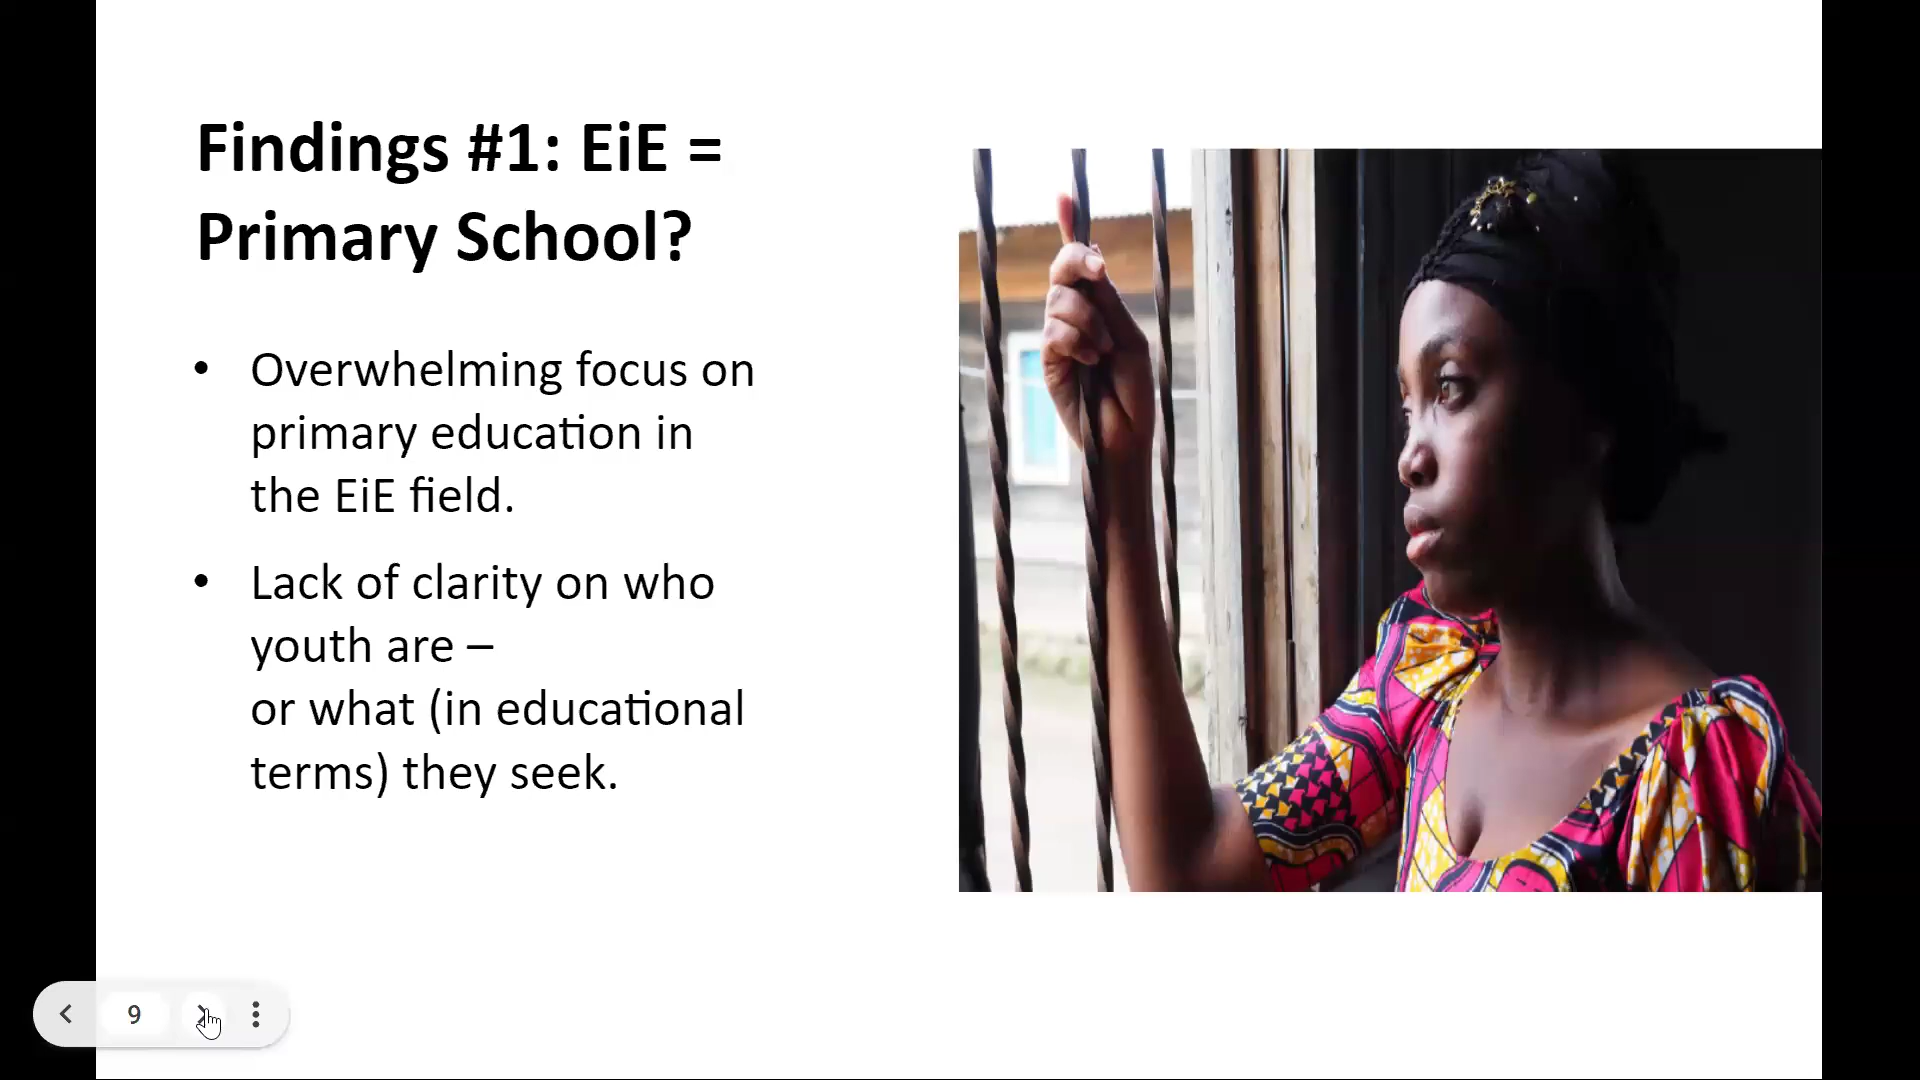 Findings #1: EiE =
Primary School?
• Overwhelming focus on
primary education in
the EiE field.
• Lack of clarity on who
youth are –
or what (in educational
terms) they seek.
9